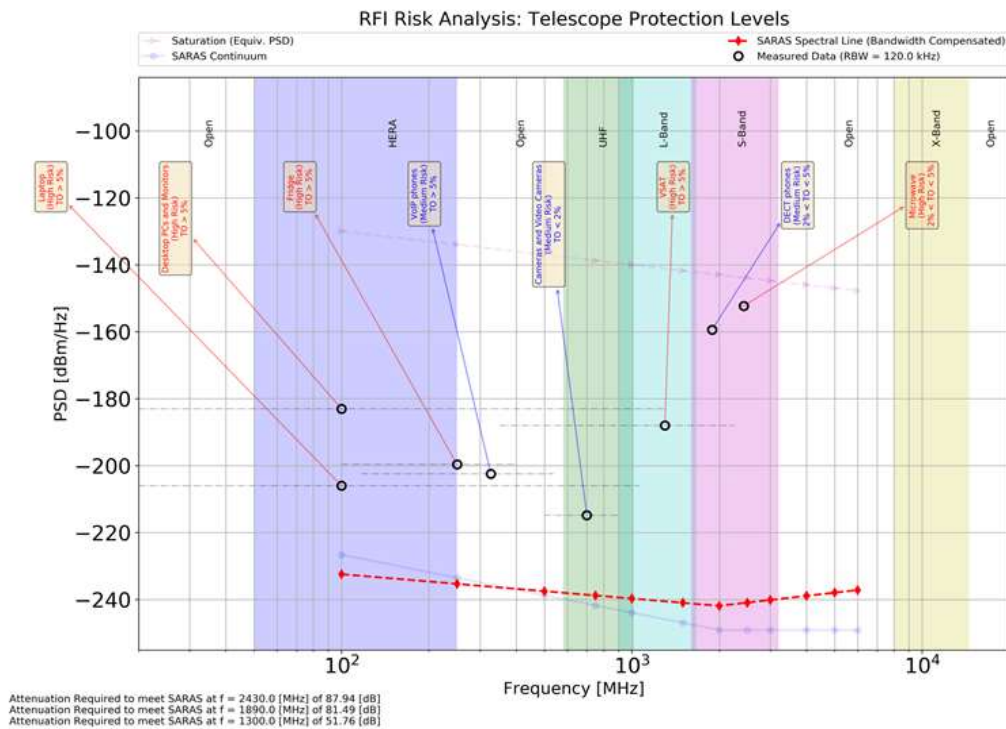 RFI Risk Analysis: Telescope Protection Levels
Saturation (Equiv. PSD)
SARAS Continuum
SARAS Spectral Line (Bandwidth Compensated)
Measured Data (RBW = 120.0 kHz)
Open
HERA
Open
UHF
L-Band
S-Band
Open
X-Band
Open
Laptop
(High Risk)
TO > 5%
Desktop PCs and Monitors
(High Risk)
TO > 5%
Fridge
(High Risk)
TO > 5%
VoIP phones
(Medium Risk)
TO > 5%
Cameras and Video Cameras
(Medium Risk)
TO < 2%
VSAT
(High Risk)
TO > 5%
DECT phones
(Medium Risk)
2% < TO < 5%
Microwave
(High Risk)
2% < TO < 5%
PSD [dBm/Hz]
−100
−120
−140
−160
−180
−200
−220
−240
10²
10³
10⁴
Frequency [MHz]
Attenuation Required to meet SARAS at f = 2430.0 [MHz] of 87.94 [dB]
Attenuation Required to meet SARAS at f = 1890.0 [MHz] of 81.49 [dB]
Attenuation Required to meet SARAS at f = 1300.0 [MHz] of 51.76 [dB]